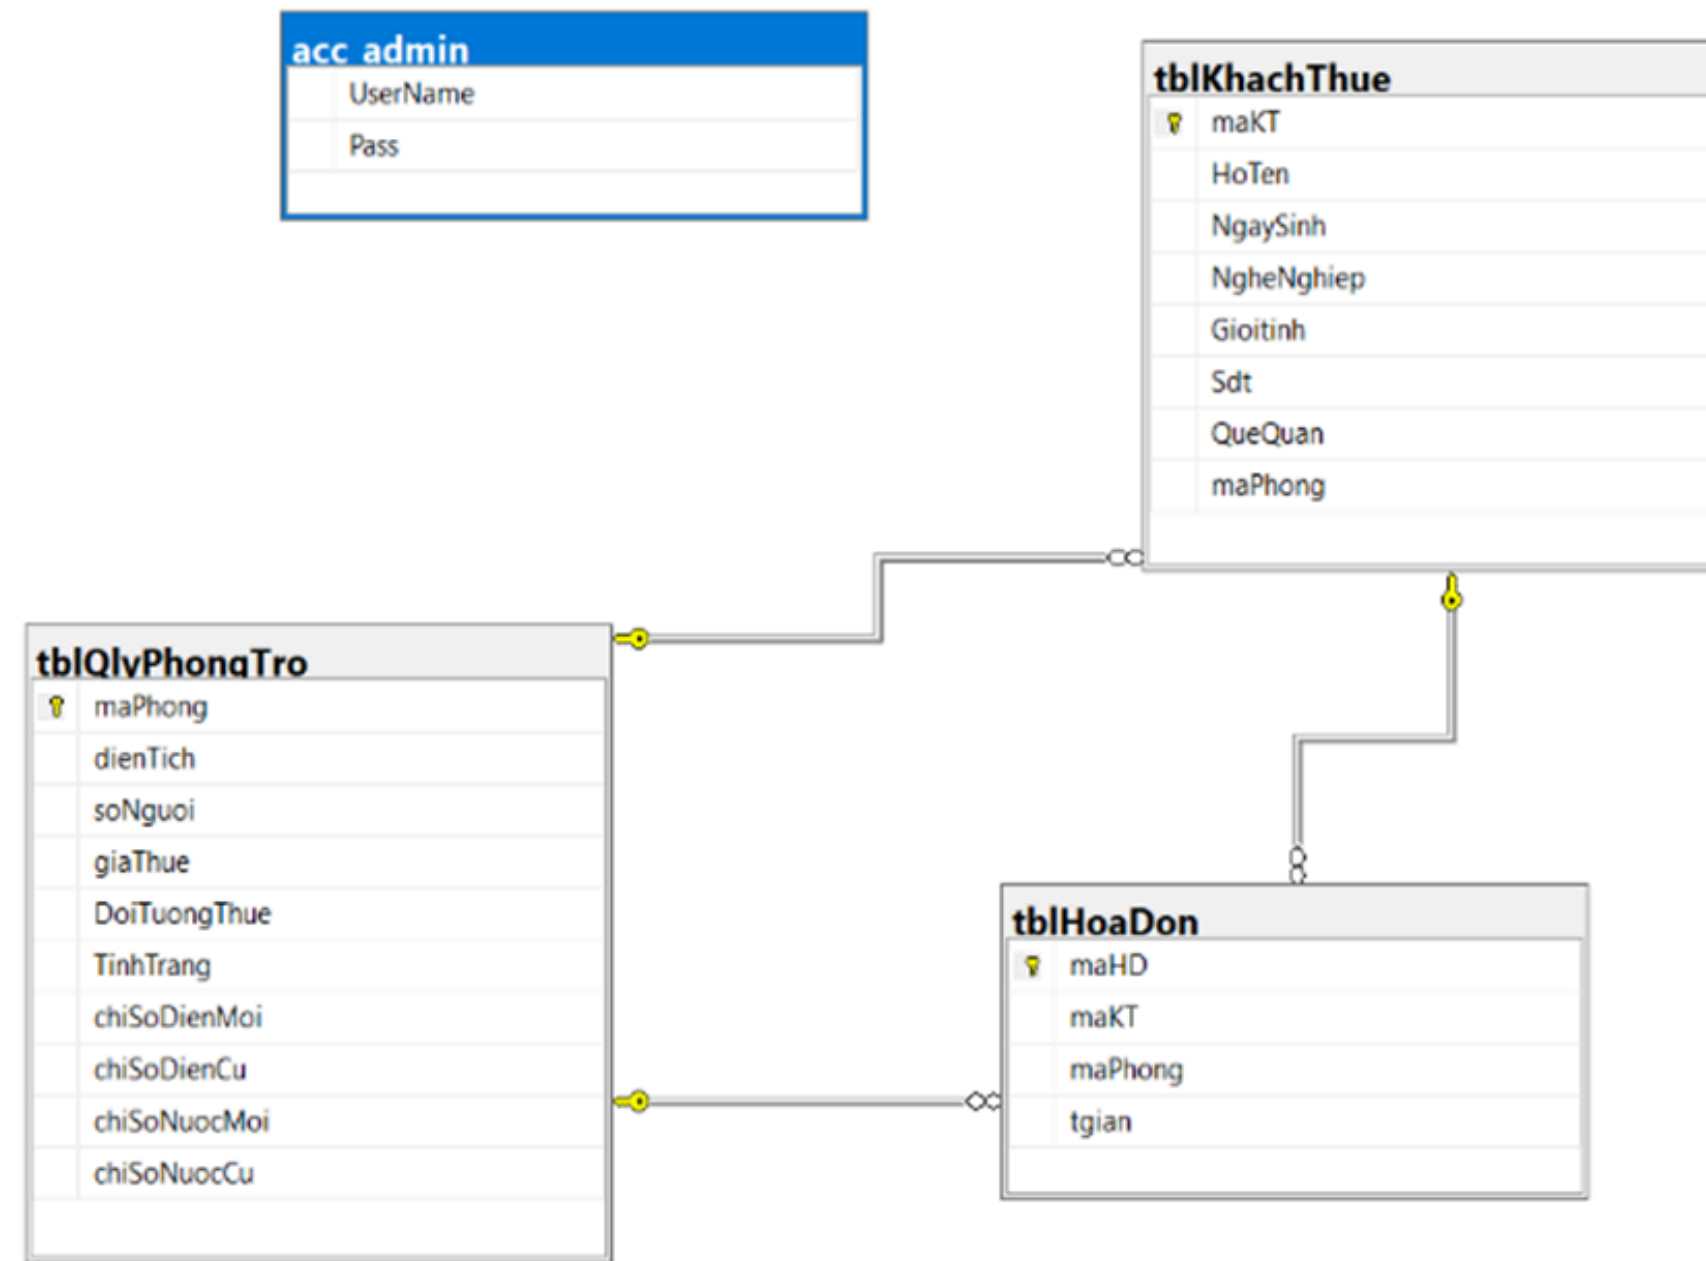 acc_admin
UserName
Pass
tblKhachThue
maKT
HoTen
NgaySinh
NgheNghiep
Gioitinh
Sdt
QueQuan
maPhong
tblQlyPhongTro
maPhong
dienTich
soNguoi
giaThue
DoiTuongThue
TinhTrang
chiSoDienMoi
chiSoDienCu
chiSoNuocMoi
chiSoNuocCu
tblHoaDon
maHD
maKT
maPhong
tgian